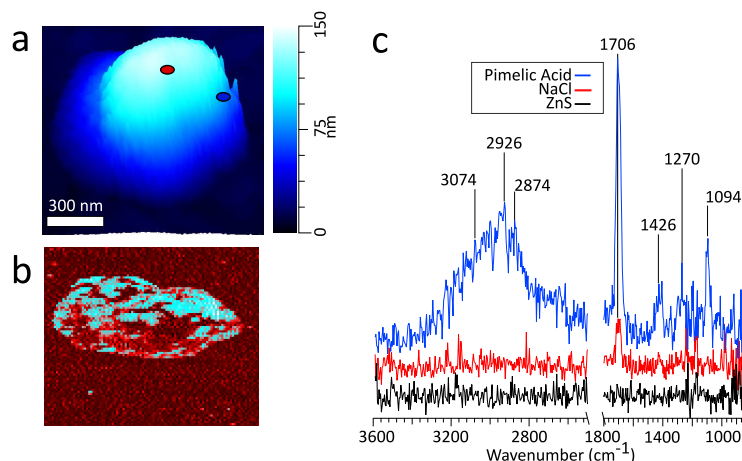 a
150
75
0
nm
300 nm
b
c
1706
Pimelic Acid
NaCl
ZnS
2926
3074
2874
1270
1426
1094
3600
3200
2800
1800
1400
1000
Wavenumber (cm-1)